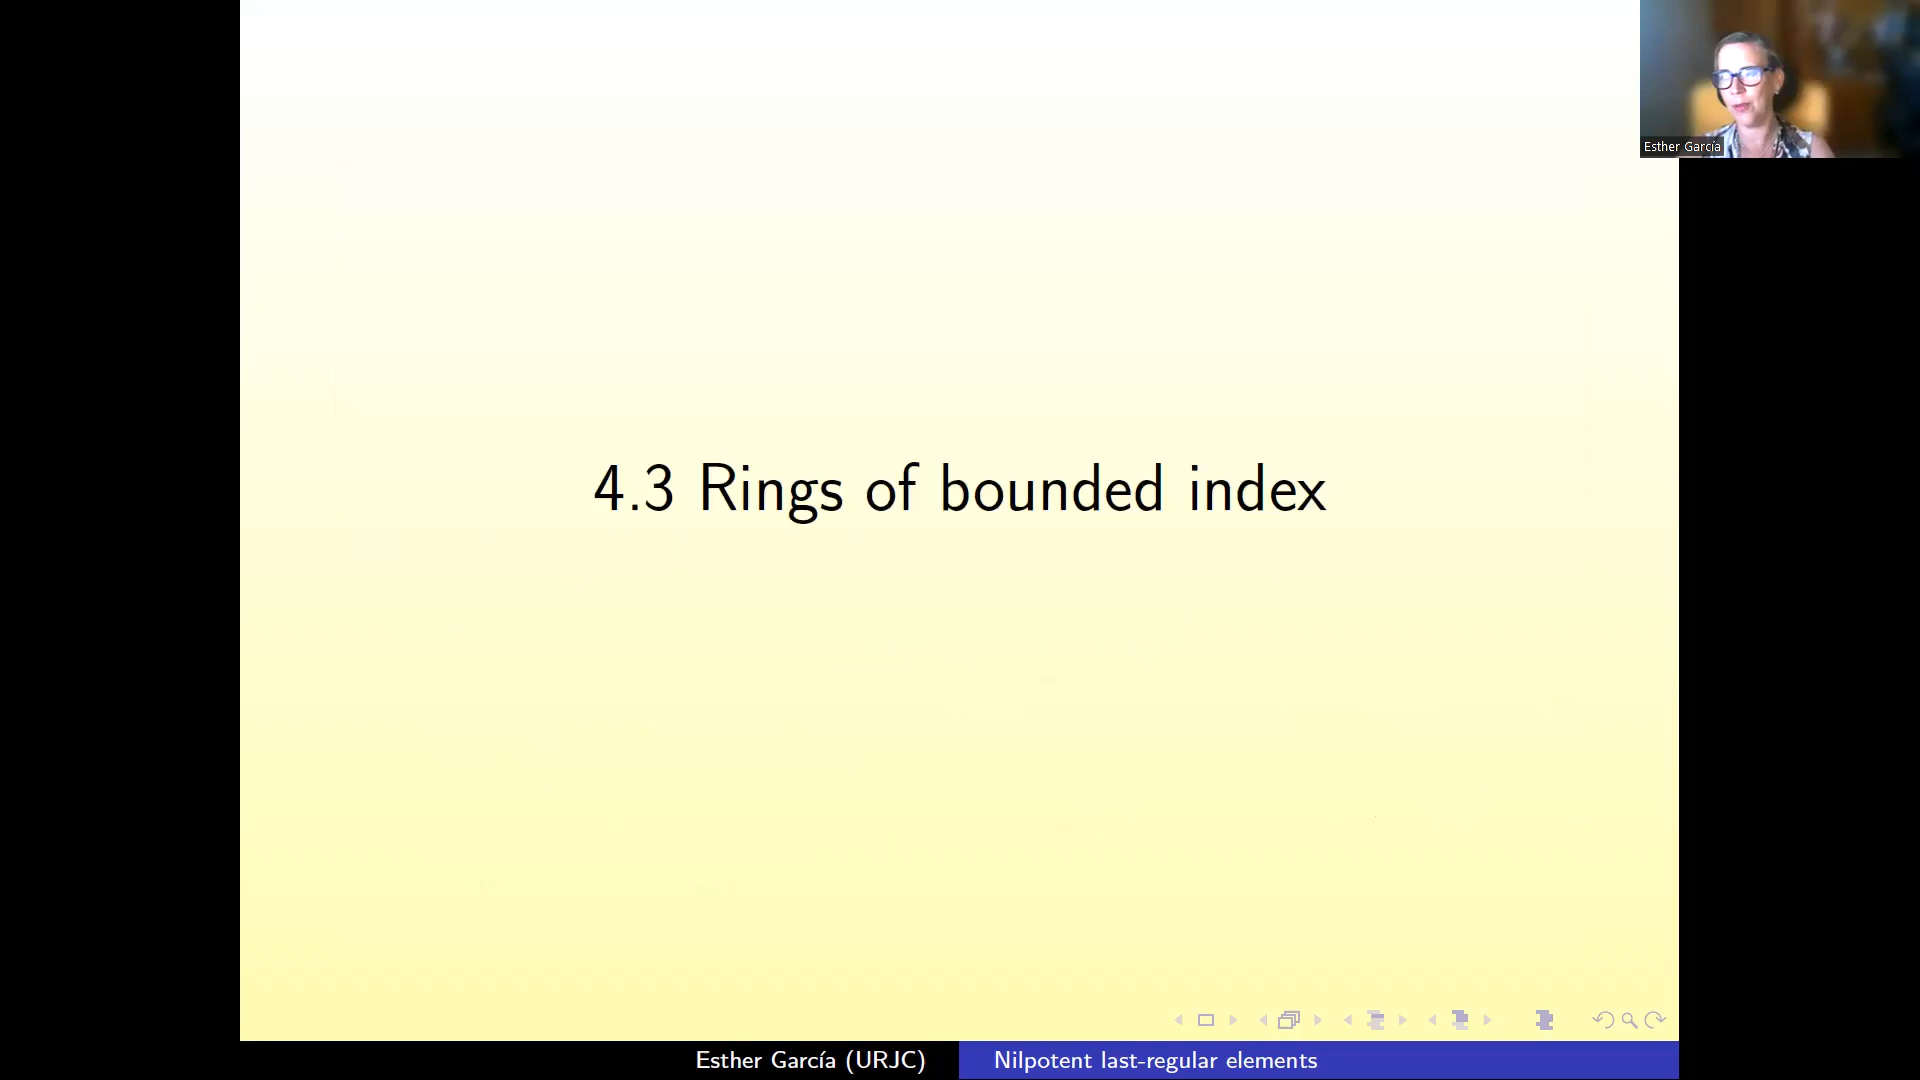 Esther García
4.3 Rings of bounded index
Esther García (URJC)
Nilpotent last-regular elements